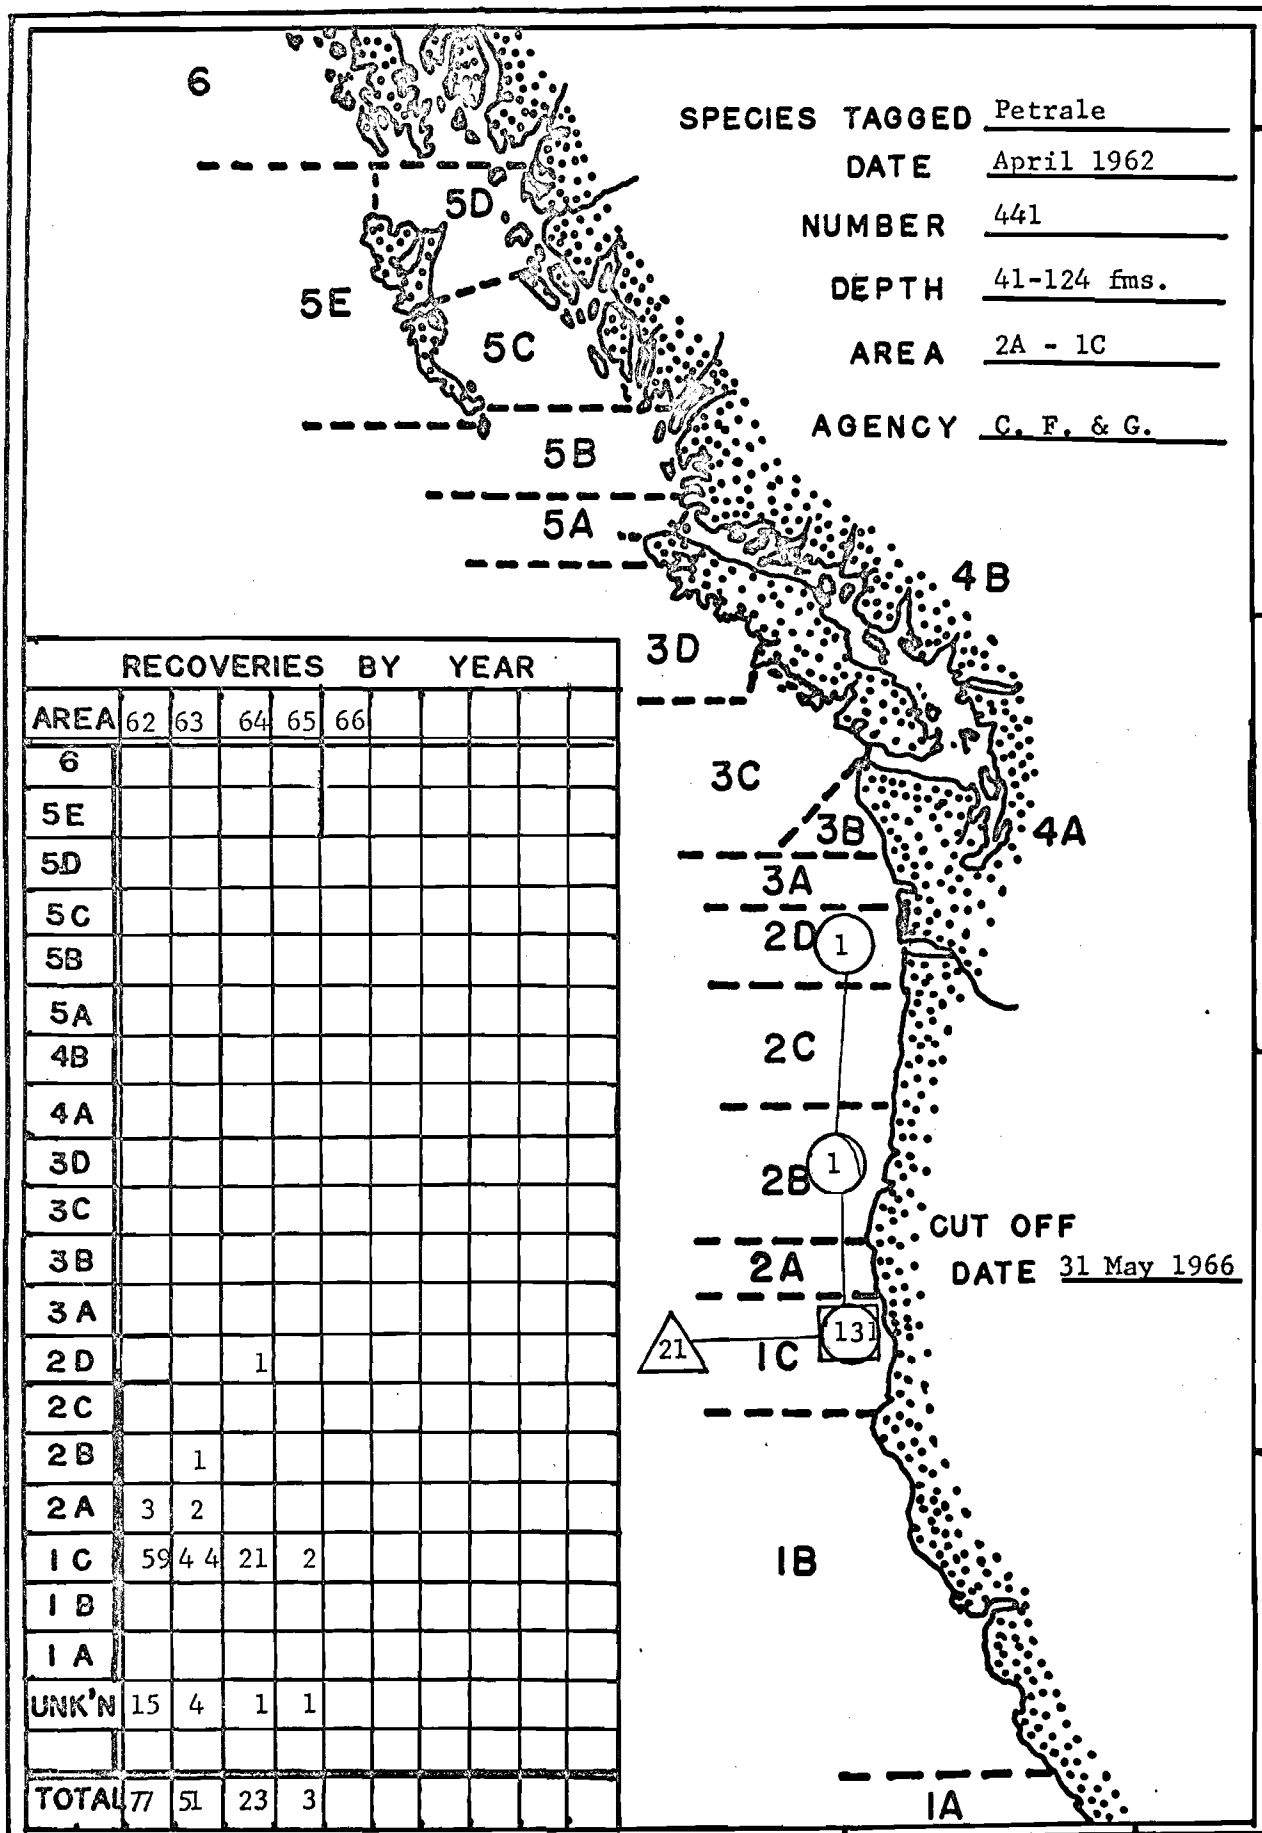 SPECIES TAGGED Petrale
DATE April 1962
NUMBER 441
DEPTH 41-124 fms.
AREA 2A - 1C
AGENCY C. F. & G.
6
5D
5E
5C
5B
5A
4B
3D
3C
3B
4A
3A
2D 1
2C
2B 1
2A
CUT OFF
DATE 31 May 1966
21 1C 131
1B
1A
RECOVERIES BY YEAR
AREA 62 63 64 65 66
6
5E
5D
5C
5B
5A
4B
4A
3D
3C
3B
3A
2D 1
2C
2B 1
2A 3 2
1C 59 44 21 2
1B
1A
UNK'N 15 4 1 1
TOTAL 77 51 23 3